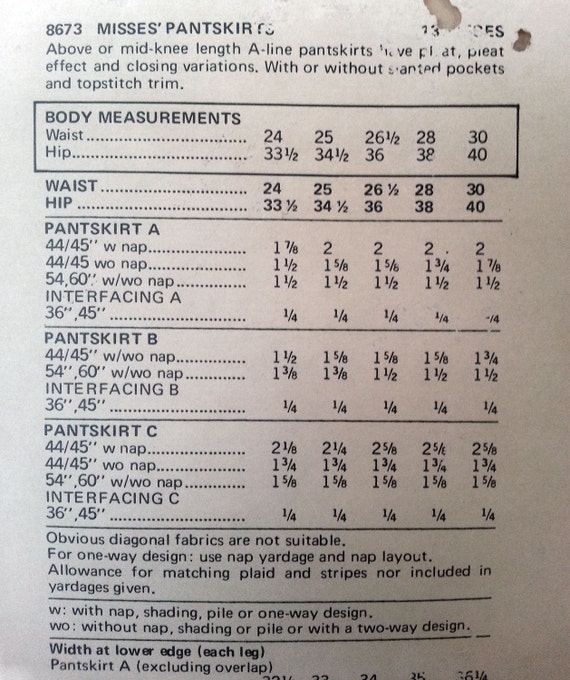 8673 MISSES' PANTSKIRTS 13
Above or mid-knee length A-line pantskirts pleat
effect and closing variations. With or without slanted pockets
and topstitch trim.
BODY MEASUREMENTS
Waist................................ 24 25 26½ 28 30
Hip.................................. 33½ 34½ 36 38 40
WAIST............................. 24 25 26 ½ 28 30
HIP ................................. 33 ½ 34 ½ 36 38 40
PANTSKIRT A
44/45'' w nap.................... 1⅞ 2 2 2 2
44/45 wo nap.................... 1½ 1⅝ 1⅝ 1¾ 1⅞
54,60'' w/wo nap............... 1½ 1½ 1½ 1½ 1½
INTERFACING A
36'',45'' ............................ ¼ ¼ ¼ ¼ /4
PANTSKIRT B
44/45'' w/wo nap.............. 1½ 1⅝ 1⅝ 1⅝ 1¾
54'',60'' w/wo nap............. 1⅜ 1⅜ 1½ 1½ 1½
INTERFACING B
36'',45'' ............................ ¼ ¼ ¼ ¼ ¼
PANTSKIRT C
44/45'' w nap.................... 2⅛ 2¼ 2⅝ 2⅝ 2⅝
44/45'' wo nap.................. 1¾ 1¾ 1¾ 1¾ 1¾
54'',60'' w/wo nap............. 1⅝ 1⅝ 1⅝ 1⅝ 1⅝
INTERFACING C
36'',45'' ............................ ¼ ¼ ¼ ¼ ¼
Obvious diagonal fabrics are not suitable.
For one-way design: use nap yardage and nap layout.
Allowance for matching plaid and stripes nor included in
yardages given.
w: with nap, shading, pile or one-way design.
wo: without nap, shading or pile or with a two-way design.
Width at lower edge (each leg)
Pantskirt A (excluding overlap)